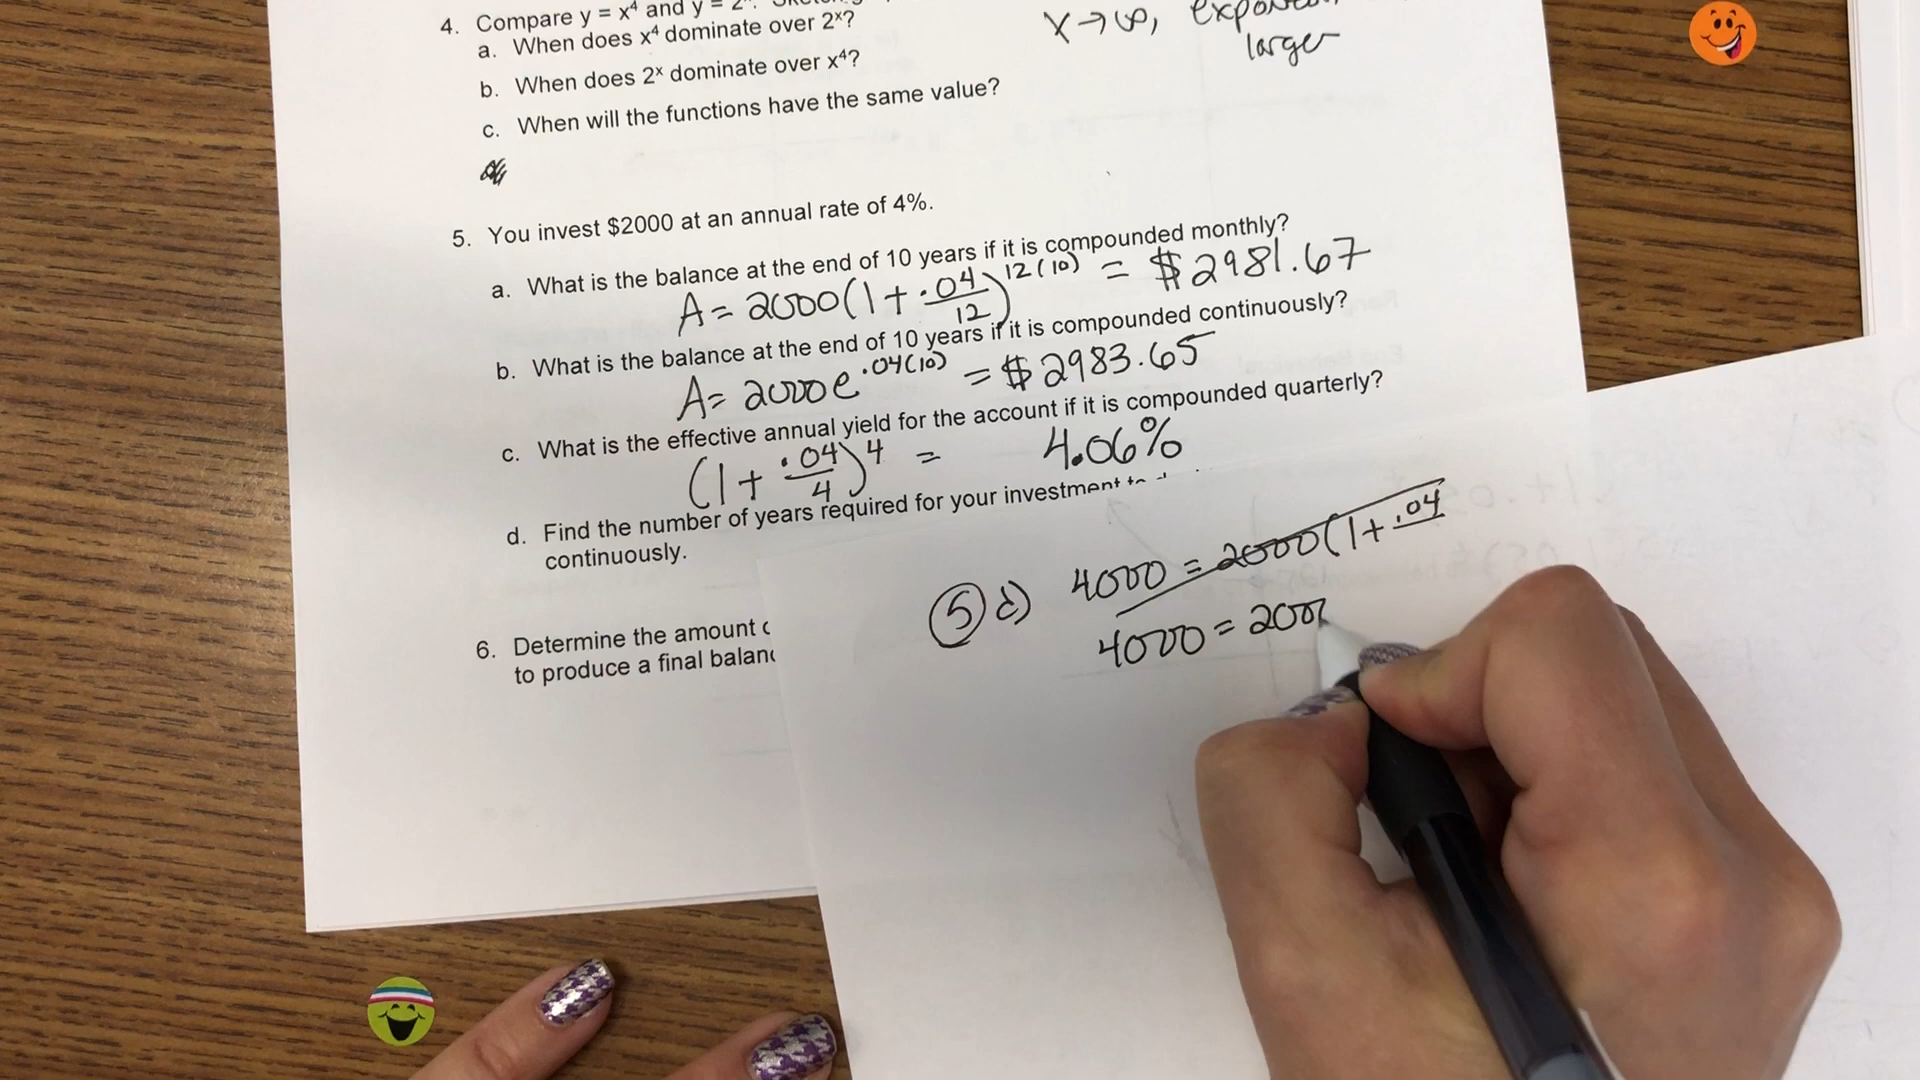 4. Compare y = x⁴ and y = 2ˣ.
a. When does x⁴ dominate over 2ˣ?
b. When does 2ˣ dominate over x⁴?
c. When will the functions have the same value?
x→∞,
larger
5. You invest $2000 at an annual rate of 4%.
a. What is the balance at the end of 10 years if it is compounded monthly?
A = 2000(1 + .04/12)^12(10) = $2981.67
b. What is the balance at the end of 10 years if it is compounded continuously?
A = 2000e^.04(10) = $2983.65
c. What is the effective annual yield for the account if it is compounded quarterly?
(1 + .04/4)^4 = 4.06%
d. Find the number of years required for your investment to
continuously.
⑤ d) 4000 = 2000(1 + .04
4000 = 2000
6. Determine the amount
to produce a final balanc